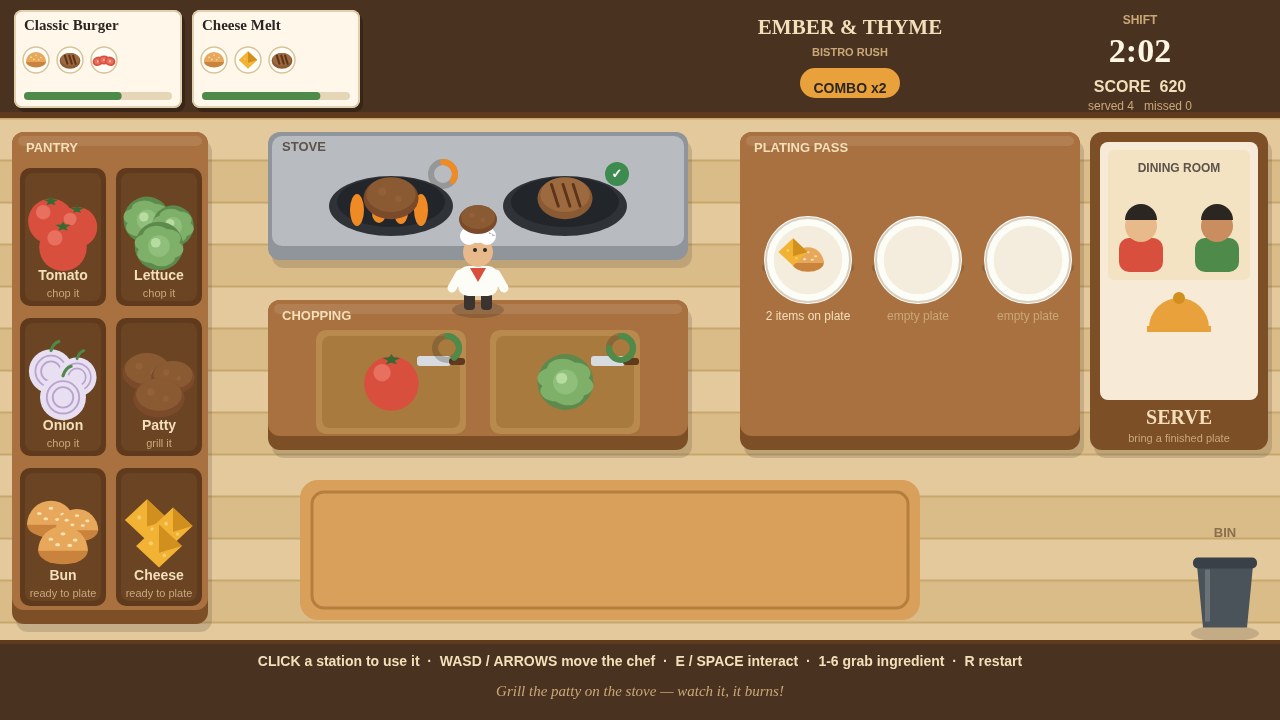 Classic Burger
Cheese Melt
EMBER & THYME
BISTRO RUSH
COMBO x2
SHIFT
2:02
SCORE 620
served 4 missed 0
PANTRY
Tomato
chop it
Lettuce
chop it
Onion
chop it
Patty
grill it
Bun
ready to plate
Cheese
ready to plate
STOVE
CHOPPING
PLATING PASS
2 items on plate
empty plate
empty plate
DINING ROOM
SERVE
bring a finished plate
BIN
CLICK a station to use it · WASD / ARROWS move the chef · E / SPACE interact · 1-6 grab ingredient · R restart
Grill the patty on the stove — watch it, it burns!